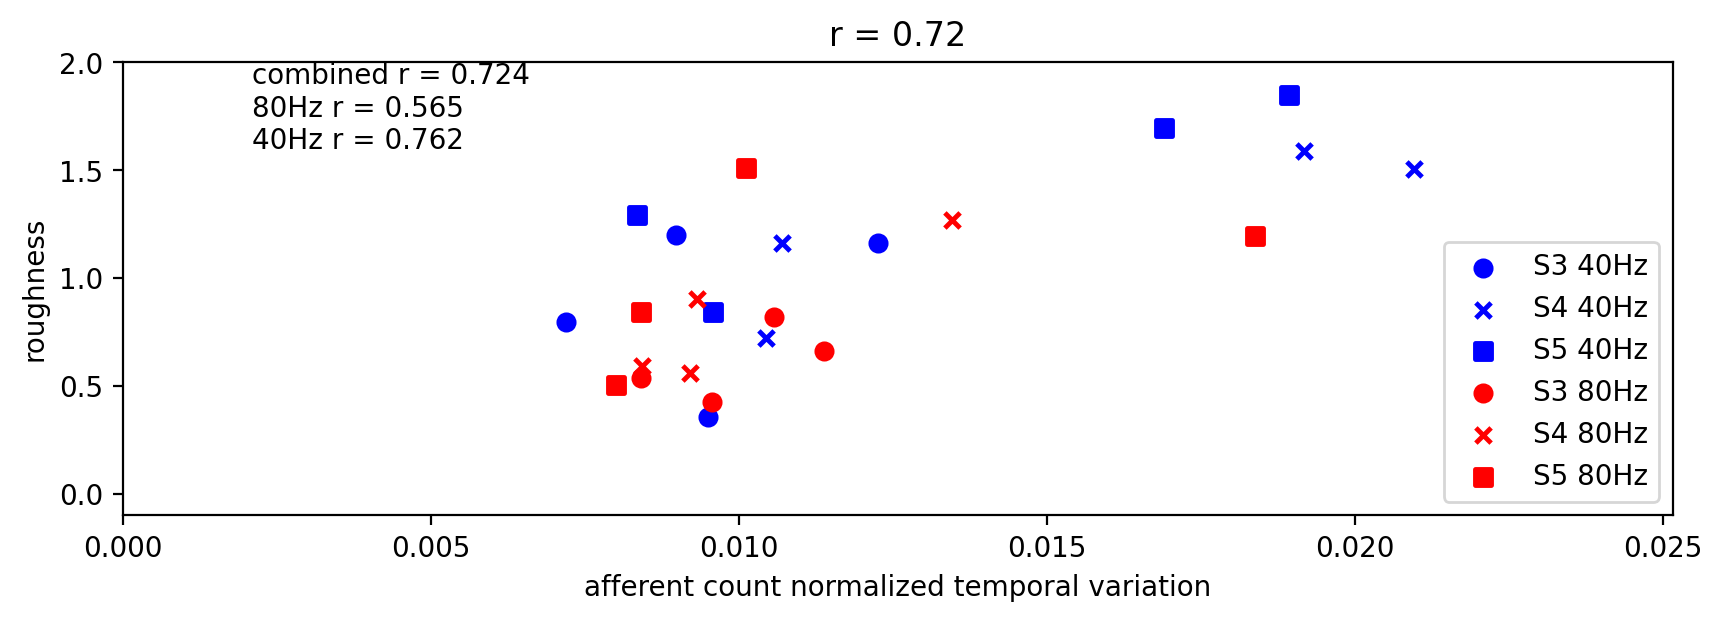 r = 0.72
combined r = 0.724
80Hz r = 0.565
40Hz r = 0.762
2.0
1.5
1.0
0.5
0.0
roughness
S3 40Hz
S4 40Hz
S5 40Hz
S3 80Hz
S4 80Hz
S5 80Hz
0.000 0.005 0.010 0.015 0.020 0.025
afferent count normalized temporal variation